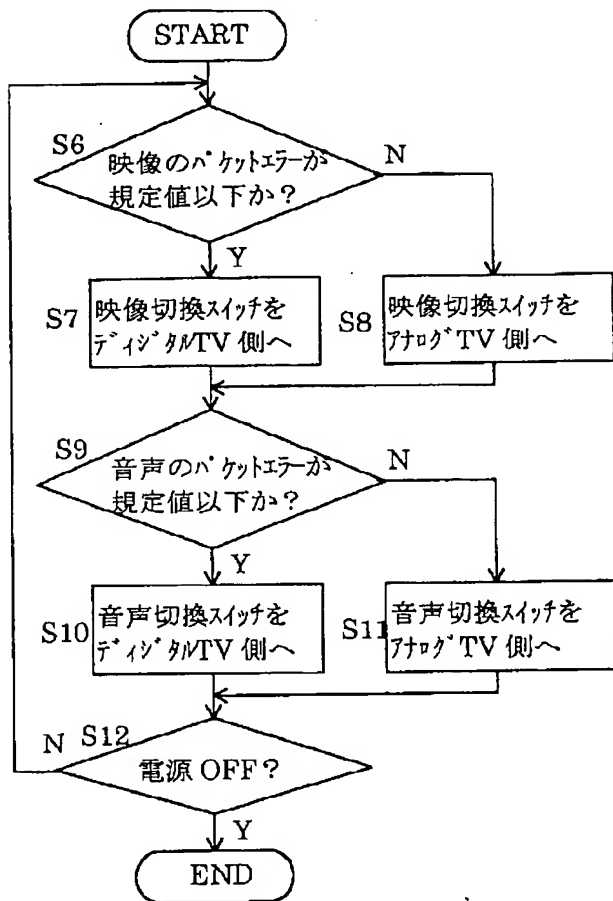 START
S6
映像のパケットエラーが
規定値以下か？
N
Y
S7
映像切換スイッチを
ディジタルTV側へ
S8
映像切換スイッチを
アナログTV側へ
S9
音声のパケットエラーが
規定値以下か？
N
Y
S10
音声切換スイッチを
ディジタルTV側へ
S11
音声切換スイッチを
アナログTV側へ
N
S12
電源 OFF？
Y
END